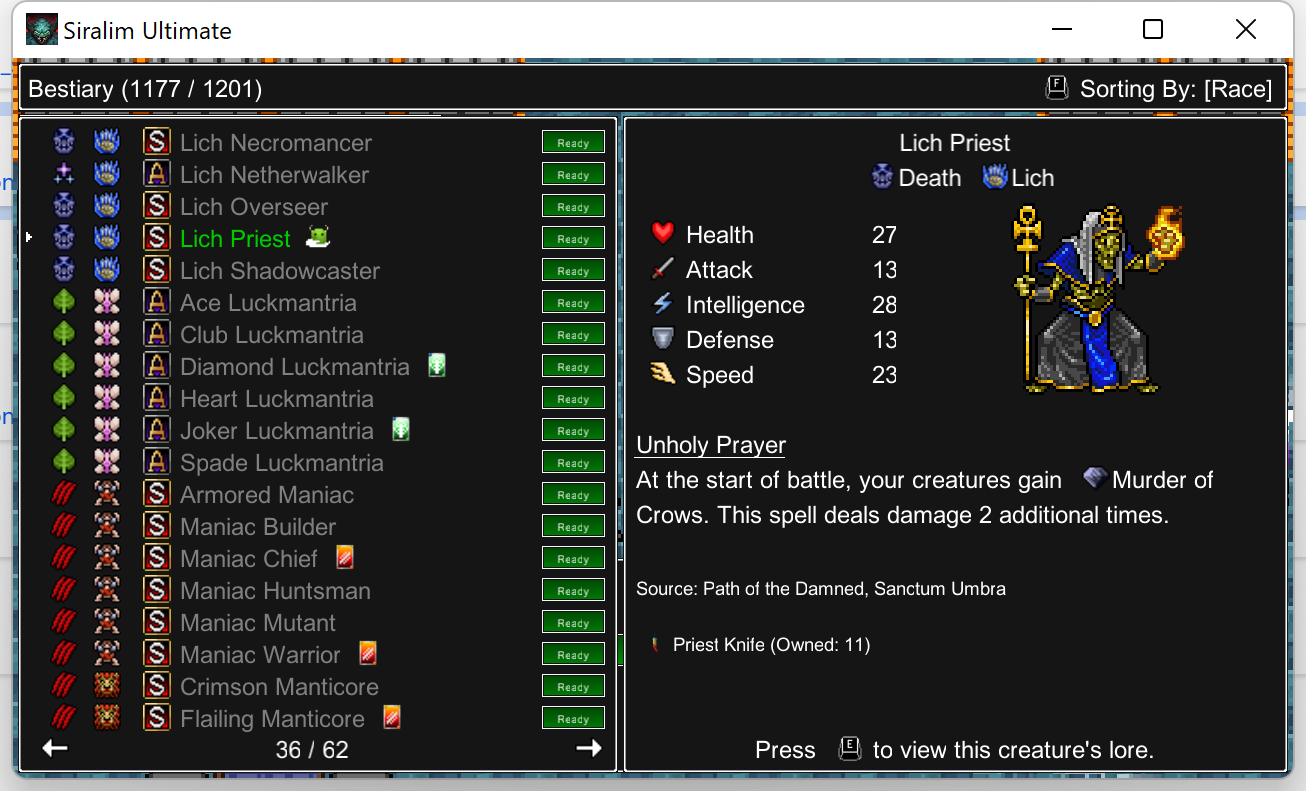 Siralim Ultimate
Bestiary (1177 / 1201)
F Sorting By: [Race]
S Lich Necromancer Ready
A Lich Netherwalker Ready
S Lich Overseer Ready
S Lich Priest Ready
S Lich Shadowcaster Ready
A Ace Luckmantria Ready
A Club Luckmantria Ready
A Diamond Luckmantria Ready
A Heart Luckmantria Ready
A Joker Luckmantria Ready
A Spade Luckmantria Ready
S Armored Maniac Ready
S Maniac Builder Ready
S Maniac Chief Ready
S Maniac Huntsman Ready
S Maniac Mutant Ready
S Maniac Warrior Ready
S Crimson Manticore Ready
S Flailing Manticore Ready
36 / 62
Lich Priest
Death Lich
Health 27
Attack 13
Intelligence 28
Defense 13
Speed 23
Unholy Prayer
At the start of battle, your creatures gain Murder of
Crows. This spell deals damage 2 additional times.
Source: Path of the Damned, Sanctum Umbra
Priest Knife (Owned: 11)
Press E to view this creature's lore.